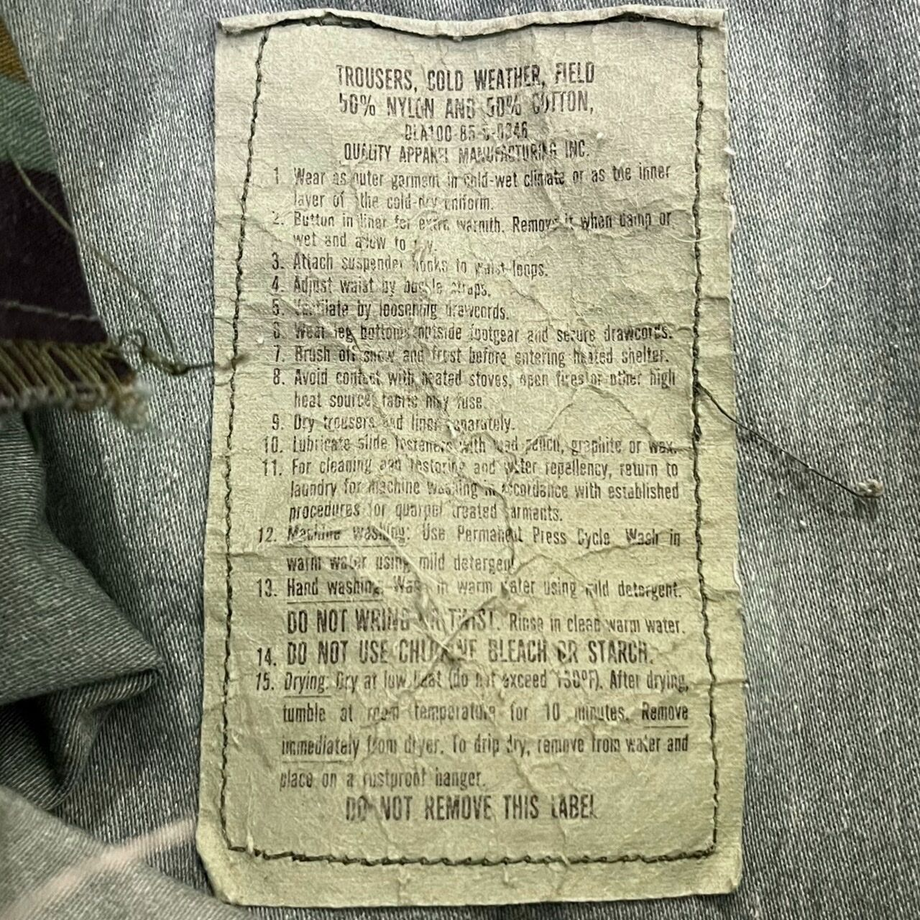 TROUSERS, COLD WEATHER, FIELD
50% NYLON AND 50% COTTON,
DLA100-85-C-0346
QUALITY APPAREL MANUFACTURING INC.
1. Wear as outer garment in cold-wet climate or as the inner
layer of the cold-dry uniform.
2. Button in liner for extra warmth. Remove it when damp or
wet and allow to dry.
3. Attach suspender hooks to waist loops.
4. Adjust waist by buckle straps.
5. Ventilate by loosening drawcords.
6. Wear leg bottoms outside footgear and secure drawcords.
7. Brush off snow and frost before entering heated shelter.
8. Avoid contact with heated stoves, open fires or other high
heat source; fabric may fuse.
9. Dry trousers and liner separately.
10. Lubricate slide fasteners with lead pencil, graphite or wax.
11. For cleaning and restoring and water repellency, return to
laundry for machine washing in accordance with established
procedures for quarpel treated garments.
12. Machine washing: Use Permanent Press Cycle Wash in
warm water using mild detergent
13. Hand washing: Wash in warm water using mild detergent.
DO NOT WRING OR TWIST. Rinse in clean warm water.
14. DO NOT USE CHLORINE BLEACH OR STARCH.
15. Drying: Dry at low heat (do not exceed 130°F). After drying,
tumble at room temperature for 10 minutes. Remove
immediately from dryer. To drip dry, remove from water and
place on a rustproof hanger.
DO NOT REMOVE THIS LABEL